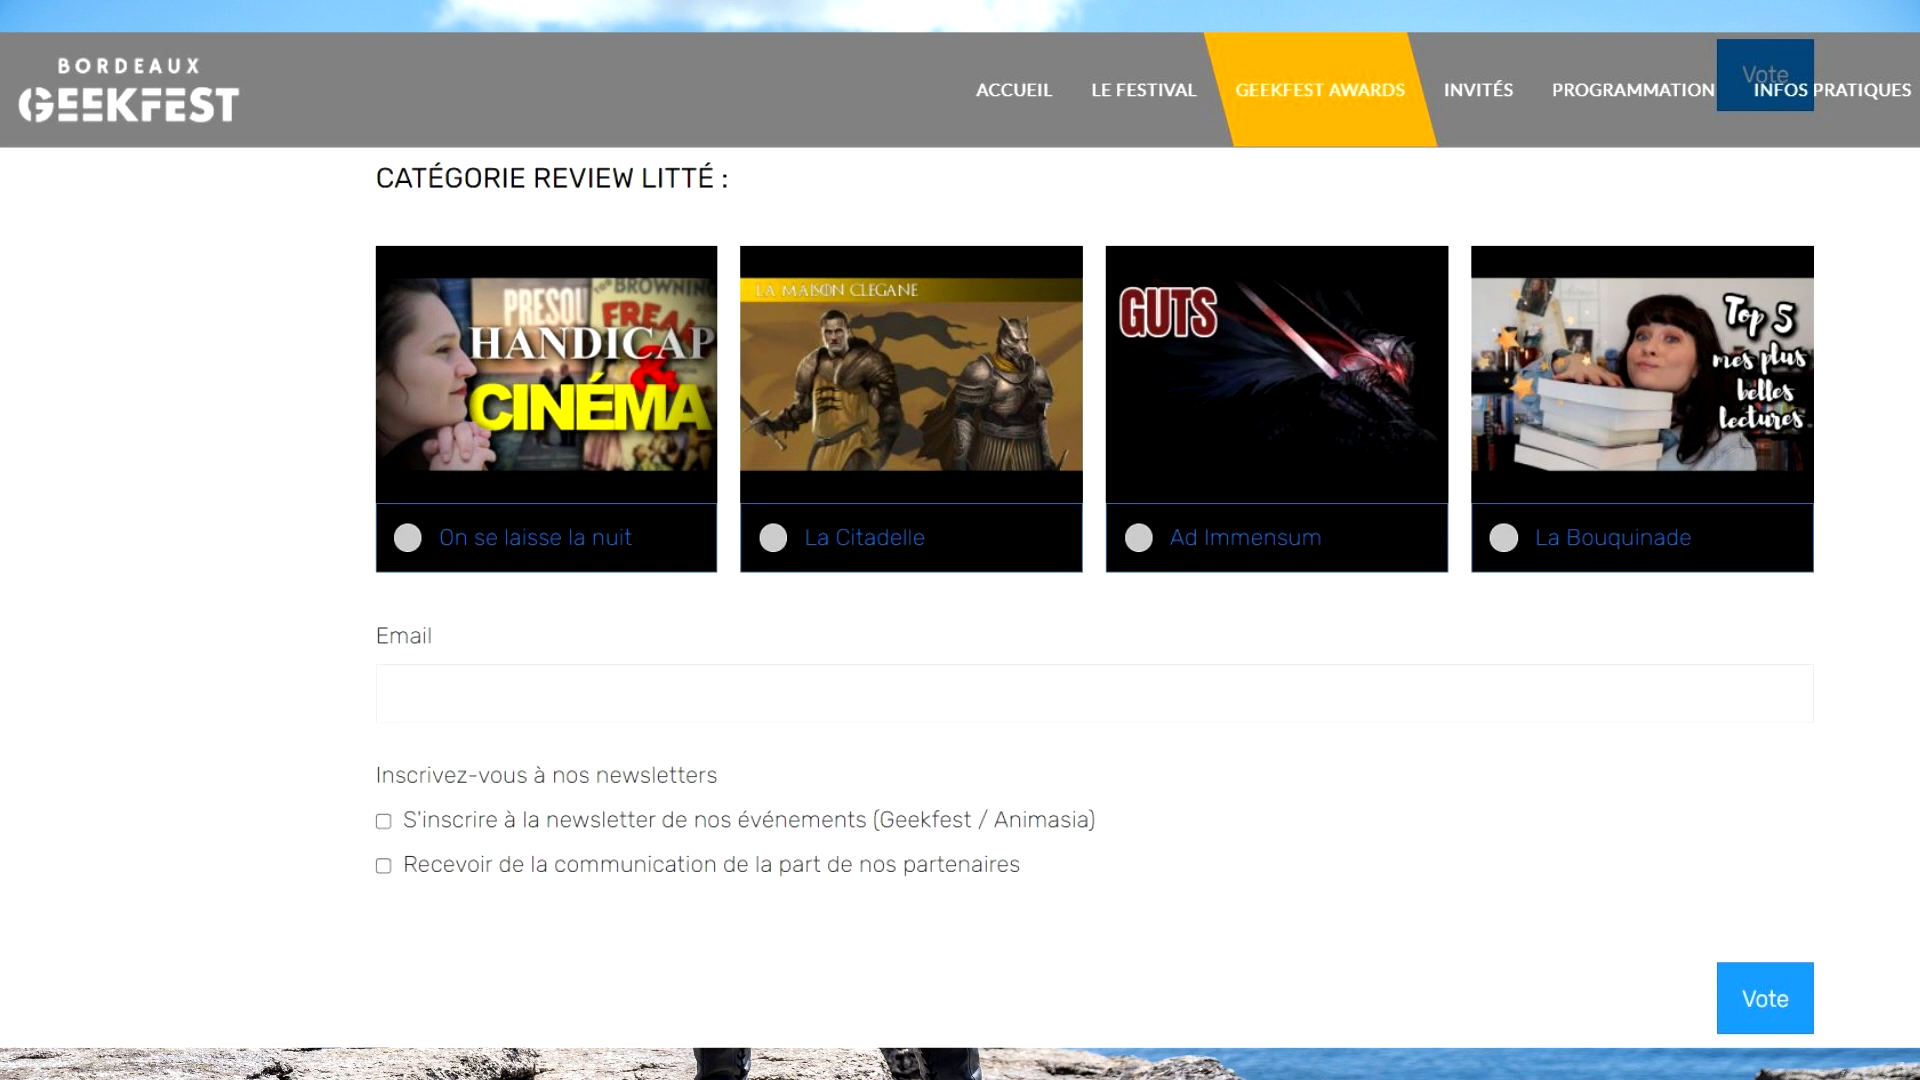 BORDEAUX
GEEKFEST
ACCUEIL
LE FESTIVAL
GEEKFEST AWARDS
INVITÉS
PROGRAMMATION
Vote
INFOS PRATIQUES
CATÉGORIE REVIEW LITTÉ :
BROWNING
FREA
HANDICAP
&
CINÉMA
LA MAISON CLEGANE
GUTS
Top 5
mes plus
belles
lectures
On se laisse la nuit
La Citadelle
Ad Immensum
La Bouquinade
Email
Inscrivez-vous à nos newsletters
S'inscrire à la newsletter de nos événements (Geekfest / Animasia)
Recevoir de la communication de la part de nos partenaires
Vote